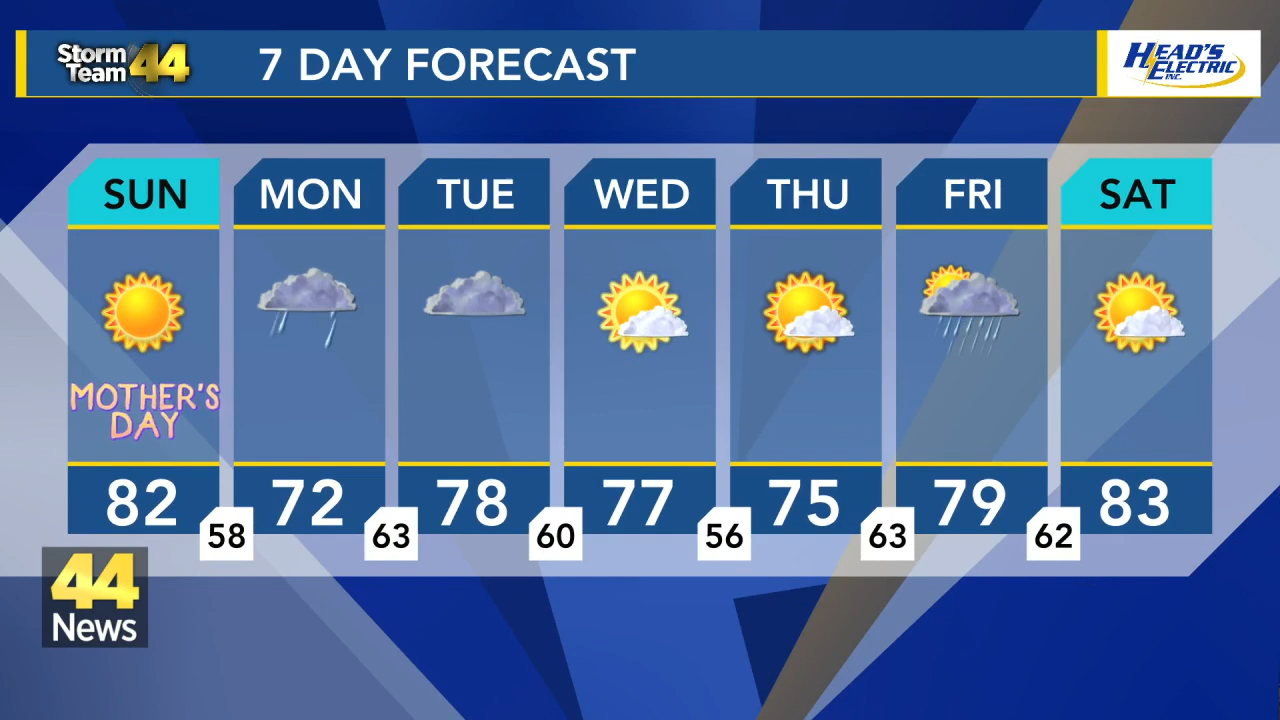 Storm
Team 44
7 DAY FORECAST
HEAD'S
ELECTRIC
INC.
SUN MON TUE WED THU FRI SAT
MOTHER'S
DAY
82 72 78 77 75 79 83
58 63 60 56 63 62
44
News